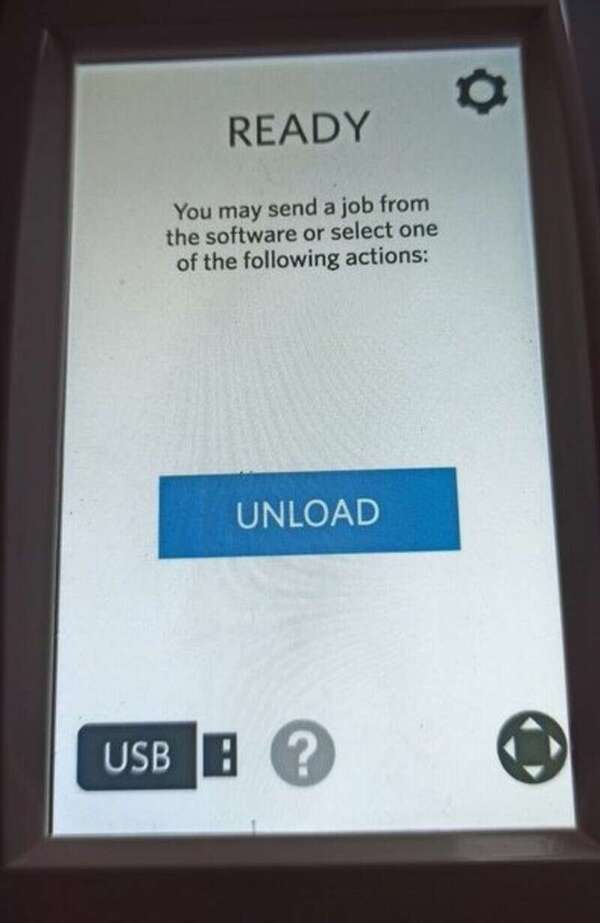 READY
You may send a job from
the software or select one
of the following actions:
UNLOAD
USB
?